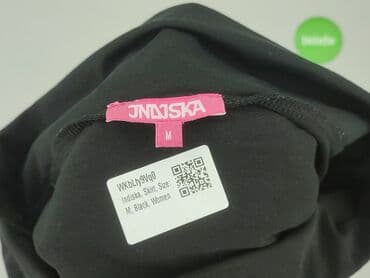 INDISKA
M
WKbLty9Vq0
Indiska, Skirt, Size:
M, Black, Women